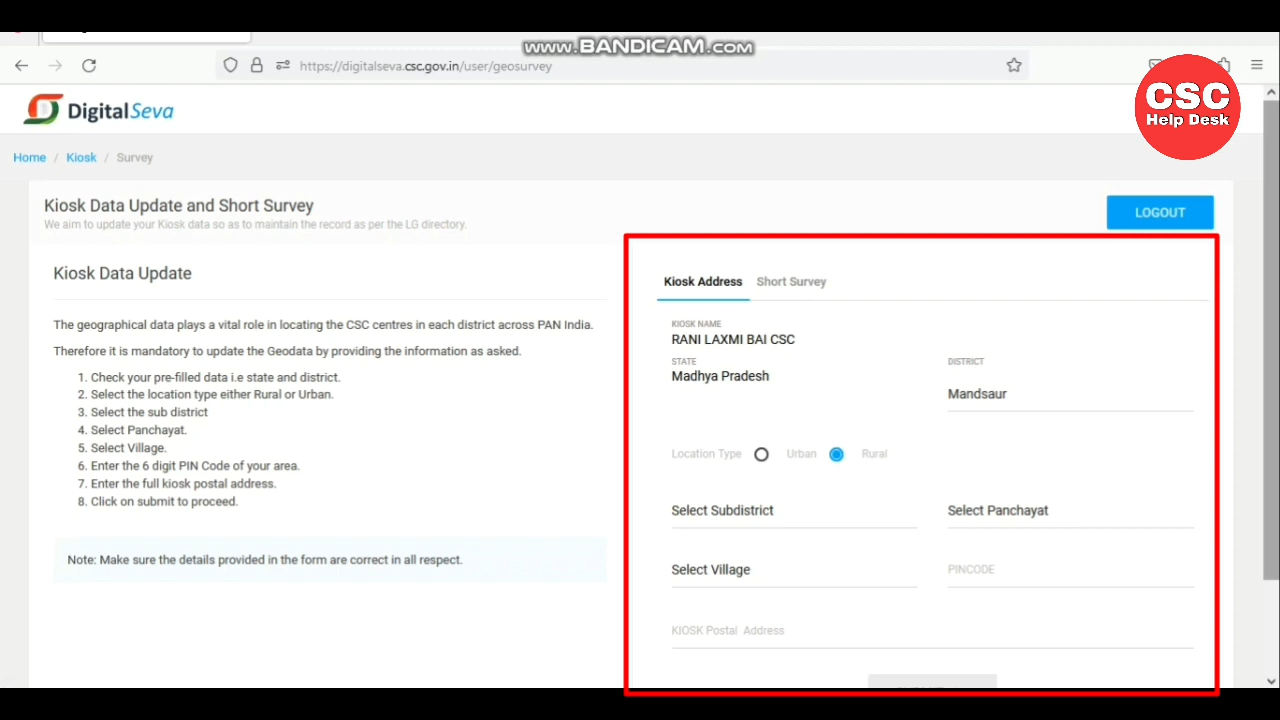 www.BANDICAM.com
https://digitalseva.csc.gov.in/user/geosurvey
CSC
Help Desk
DigitalSeva
Home / Kiosk / Survey
Kiosk Data Update and Short Survey
We aim to update your Kiosk data so as to maintain the record as per the LG directory.
LOGOUT
Kiosk Data Update
The geographical data plays a vital role in locating the CSC centres in each district across PAN India.
Therefore it is mandatory to update the Geodata by providing the information as asked.
1. Check your pre-filled data i.e state and district.
2. Select the location type either Rural or Urban.
3. Select the sub district
4. Select Panchayat.
5. Select Village.
6. Enter the 6 digit PIN Code of your area.
7. Enter the full kiosk postal address.
8. Click on submit to proceed.
Note: Make sure the details provided in the form are correct in all respect.
Kiosk Address Short Survey
KIOSK NAME
RANI LAXMI BAI CSC
STATE DISTRICT
Madhya Pradesh
Mandsaur
Location Type Urban Rural
Select Subdistrict Select Panchayat
Select Village PINCODE
KIOSK Postal Address